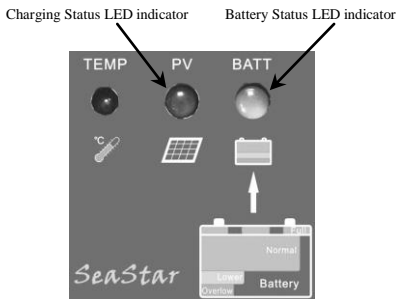 Charging Status LED indicator Battery Status LED indicator
TEMP PV BATT
°C
Full
Normal
Lower
Overlow
Battery
SeaStar